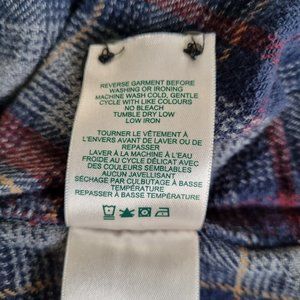 REVERSE GARMENT BEFORE
WASHING OR IRONING
MACHINE WASH COLD, GENTLE
CYCLE WITH LIKE COLOURS
NO BLEACH
TUMBLE DRY LOW
LOW IRON
TOURNER LE VÊTEMENT À
L'ENVERS AVANT DE LAVER OU DE
REPASSER
LAVER À LA MACHINE À L'EAU
FROIDE AU CYCLE DÉLICAT AVEC
DES COULEURS SEMBLABLES
AUCUN JAVELLISANT
SÉCHAGE PAR CULBUTAGE À BASSE
TEMPÉRATURE
REPASSER À BASSE TEMPÉRATURE